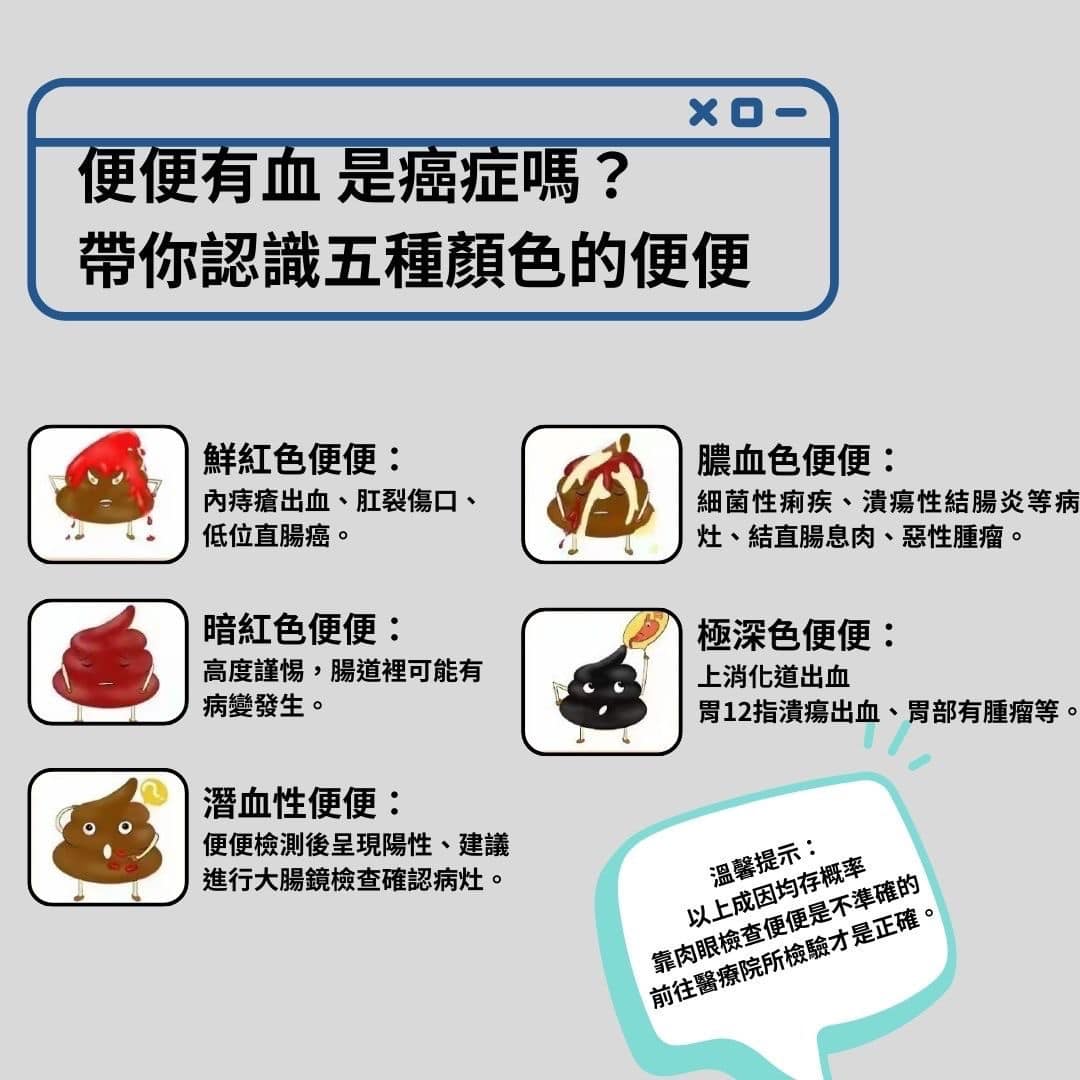 便便有血 是癌症嗎？
帶你認識五種顏色的便便
鮮紅色便便：
內痔瘡出血、肛裂傷口、
低位直腸癌。
暗紅色便便：
高度謹惕，腸道裡可能有
病變發生。
潛血性便便：
便便檢測後呈現陽性、建議
進行大腸鏡檢查確認病灶。
膿血色便便：
細菌性痢疾、潰瘍性結腸炎等病
灶、結直腸息肉、惡性腫瘤。
極深色便便：
上消化道出血
胃12指潰瘍出血、胃部有腫瘤等。
溫馨提示：
以上成因均存概率
靠肉眼檢查便便是不準確的
前往醫療院所檢驗才是正確。